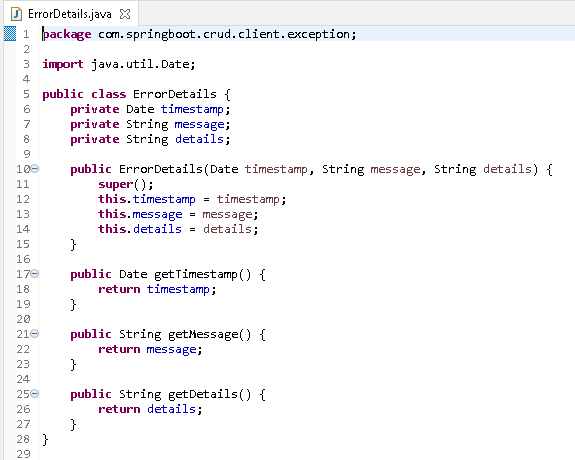 ErrorDetails.java
1 package com.springboot.crud.client.exception;
2
3 import java.util.Date;
4
5 public class ErrorDetails {
6 private Date timestamp;
7 private String message;
8 private String details;
9
10 public ErrorDetails(Date timestamp, String message, String details) {
11 super();
12 this.timestamp = timestamp;
13 this.message = message;
14 this.details = details;
15 }
16
17 public Date getTimestamp() {
18 return timestamp;
19 }
20
21 public String getMessage() {
22 return message;
23 }
24
25 public String getDetails() {
26 return details;
27 }
28 }
29